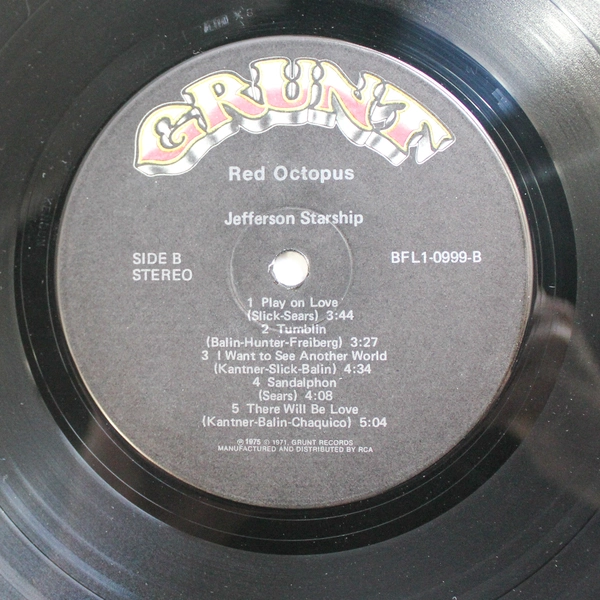 GRUNT
Red Octopus
Jefferson Starship
SIDE B
STEREO
BFL1-0999-B
1 Play on Love
(Slick-Sears) 3:44
2 Tumblin
(Balin-Hunter-Freiberg) 3:27
3 I Want to See Another World
(Kantner-Slick-Balin) 4:34
4 Sandalphon
(Sears) 4:08
5 There Will Be Love
(Kantner-Balin-Chaquico) 5:04
℗ 1975 © 1971, GRUNT RECORDS
MANUFACTURED AND DISTRIBUTED BY RCA